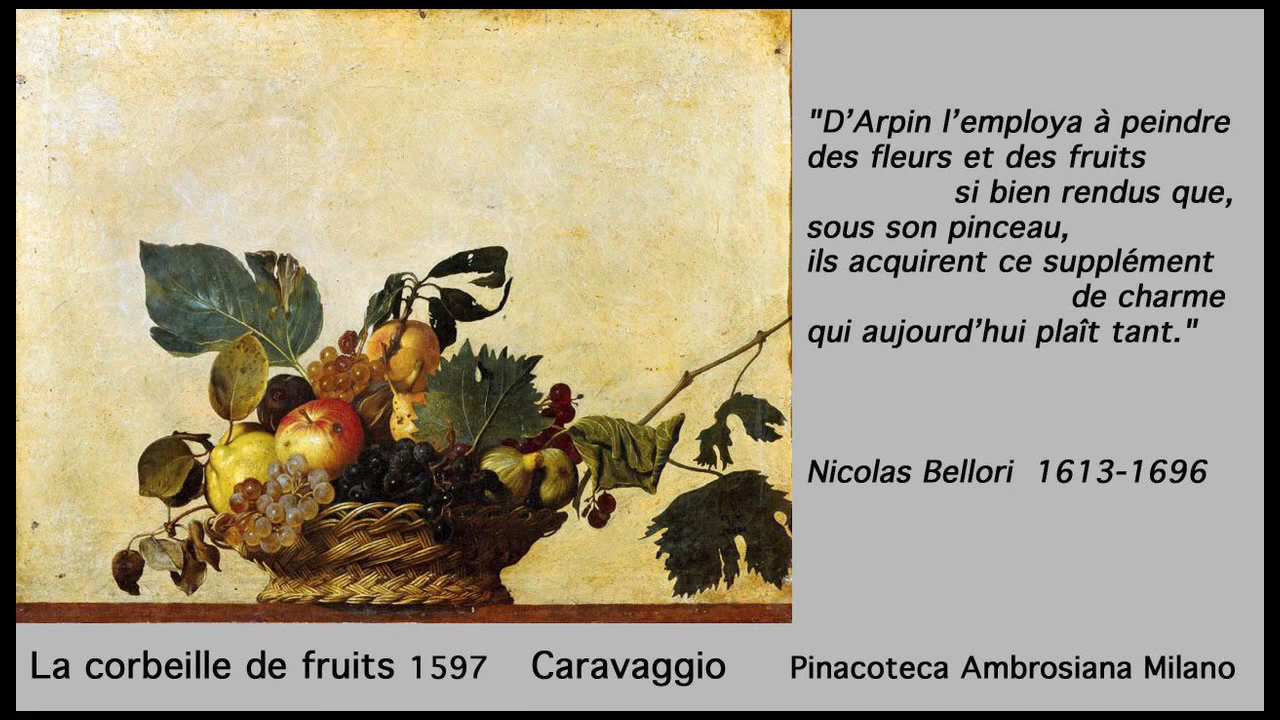 "D’Arpin l’employa à peindre
des fleurs et des fruits
si bien rendus que,
sous son pinceau,
ils acquirent ce supplément
de charme
qui aujourd’hui plaît tant."
Nicolas Bellori 1613-1696
La corbeille de fruits 1597 Caravaggio Pinacoteca Ambrosiana Milano